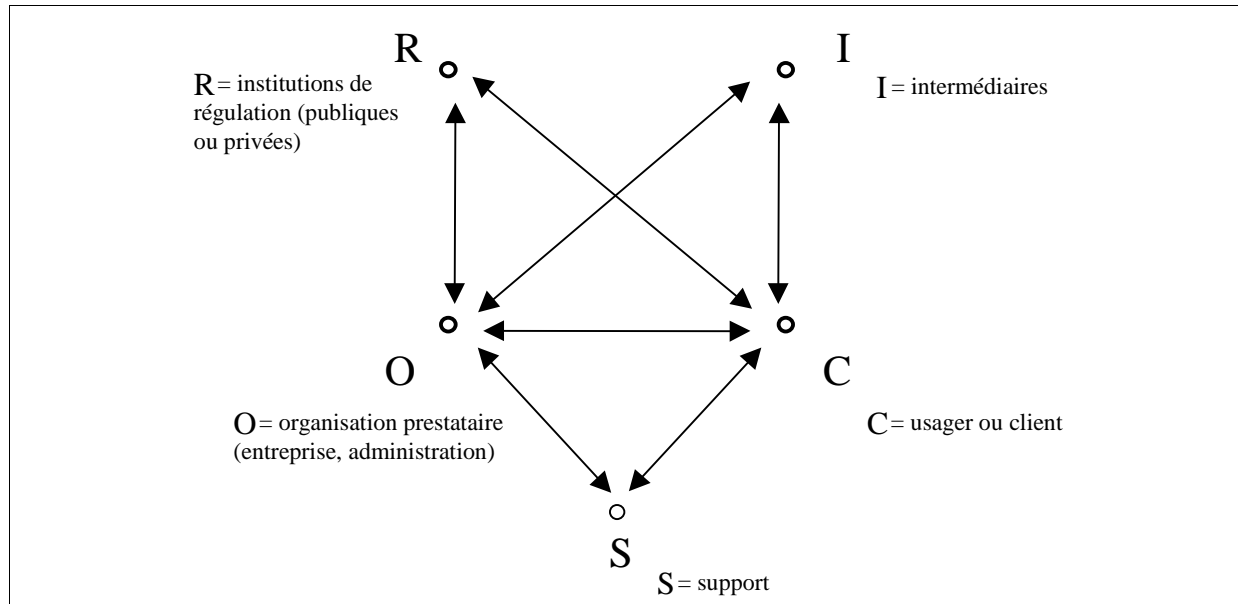 R
I
R= institutions de
régulation (publiques
ou privées)
I= intermédiaires
O
C
O= organisation prestataire
(entreprise, administration)
C= usager ou client
S
S= support